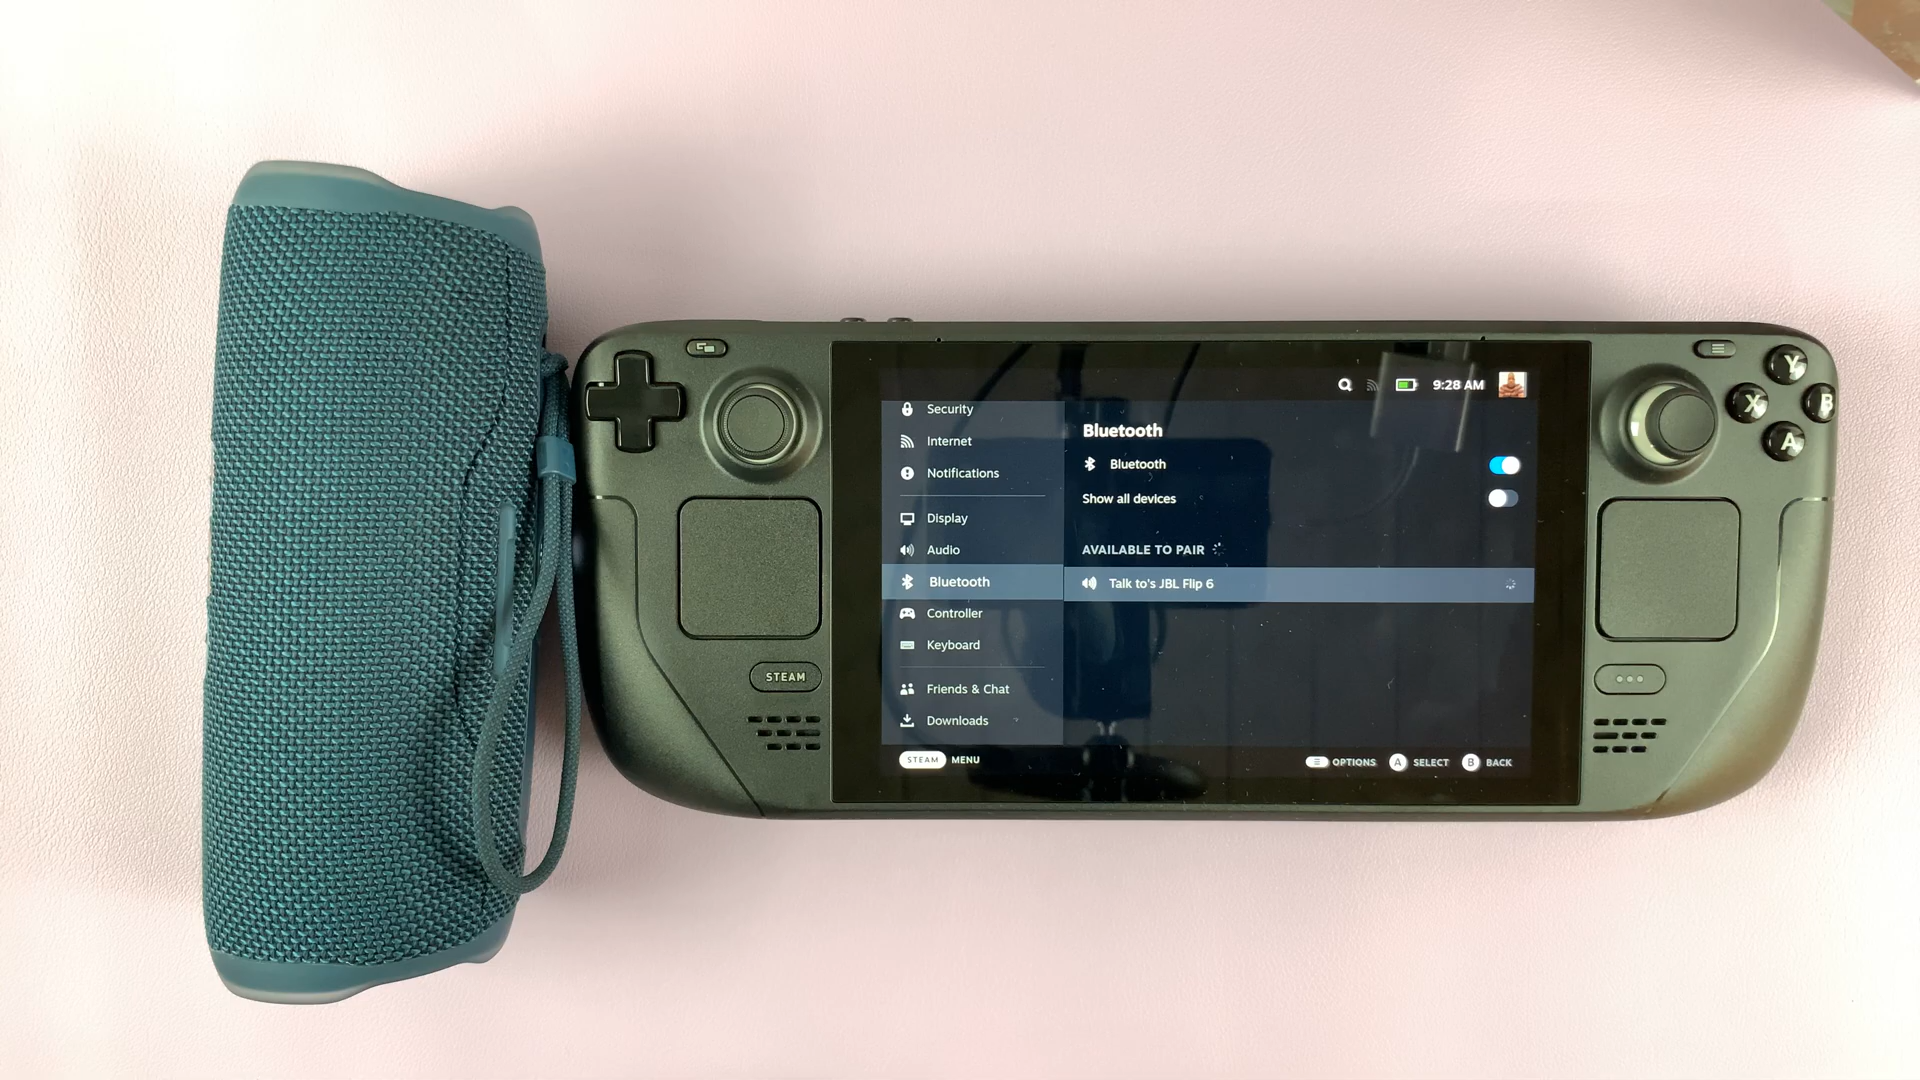 9:28 AM
Security
Internet
Notifications
Display
Audio
Bluetooth
Controller
Keyboard
Friends & Chat
Downloads
Bluetooth
Bluetooth
Show all devices
AVAILABLE TO PAIR
Talk to's JBL Flip 6
STEAM MENU
OPTIONS A SELECT B BACK
STEAM
Y
X
B
A